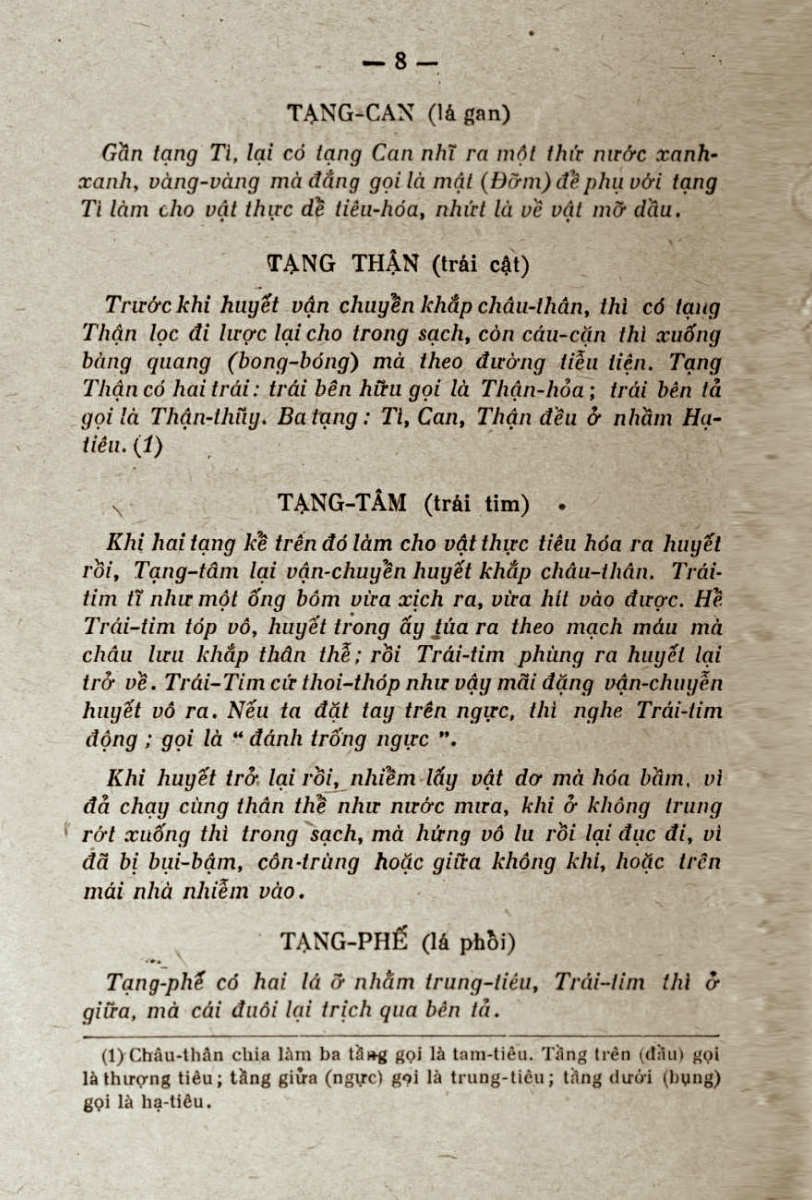 — 8 —
TẠNG-CAN (lá gan)
Gần tạng Tì, lại có tạng Can nhĩ ra một thứ nước xanh-
xanh, vàng-vàng mà đắng gọi là mật (Đỡm) để phụ với tạng
Tì làm cho vật thực dễ tiêu-hóa, nhứt là về vật mỡ dầu.
TẠNG THẬN (trái cật)
Trước khi huyết vận chuyển khắp châu-thân, thì có tạng
Thận lọc đi lược lại cho trong sạch, còn cáu-cặn thì xuống
bàng quang (bong-bóng) mà theo đường tiểu tiện. Tạng
Thận có hai trái: trái bên hữu gọi là Thận-hỏa; trái bên tả
gọi là Thận-thũy. Ba tạng: Tì, Can, Thận đều ở nhằm Hạ-
tiêu. (1)
TẠNG-TÂM (trái tim)
Khi hai tạng kể trên đó làm cho vật thực tiêu hóa ra huyết
rồi, Tạng-tâm lại vận-chuyển huyết khắp châu-thân. Trái-
tim tĩ như một ống bôm vừa xịch ra, vừa hít vào được. Hễ
Trái-tim tóp vô, huyết trong ấy túa ra theo mạch máu mà
châu lưu khắp thân thể; rồi Trái-tim phùng ra huyết lại
trở về. Trái-Tim cứ thoi-thóp như vậy mãi đặng vận-chuyển
huyết vô ra. Nếu ta đặt tay trên ngực, thì nghe Trái-tim
động; gọi là “ đánh trống ngực ”.
Khi huyết trở lại rồi, nhiễm lấy vật dơ mà hóa bầm, vì
đả chạy cùng thân thể như nước mưa, khi ở không trung
rớt xuống thì trong sạch, mà hứng vô lu rồi lại đục đi, vì
đã bị bụi-bậm, côn-trùng hoặc giữa không khí, hoặc trên
mái nhà nhiễm vào.
TẠNG-PHẾ (lá phổi)
Tạng-phế có hai lá ở nhằm trung-tiêu, Trái-tim thì ở
giữa, mà cái đuôi lại trịch qua bên tả.
(1) Châu-thân chia làm ba tầng gọi là tam-tiêu. Tầng trên (đầu) gọi
là thượng tiêu; tầng giửa (ngực) gọi là trung-tiêu; tầng dưới (bụng)
gọi là hạ-tiêu.